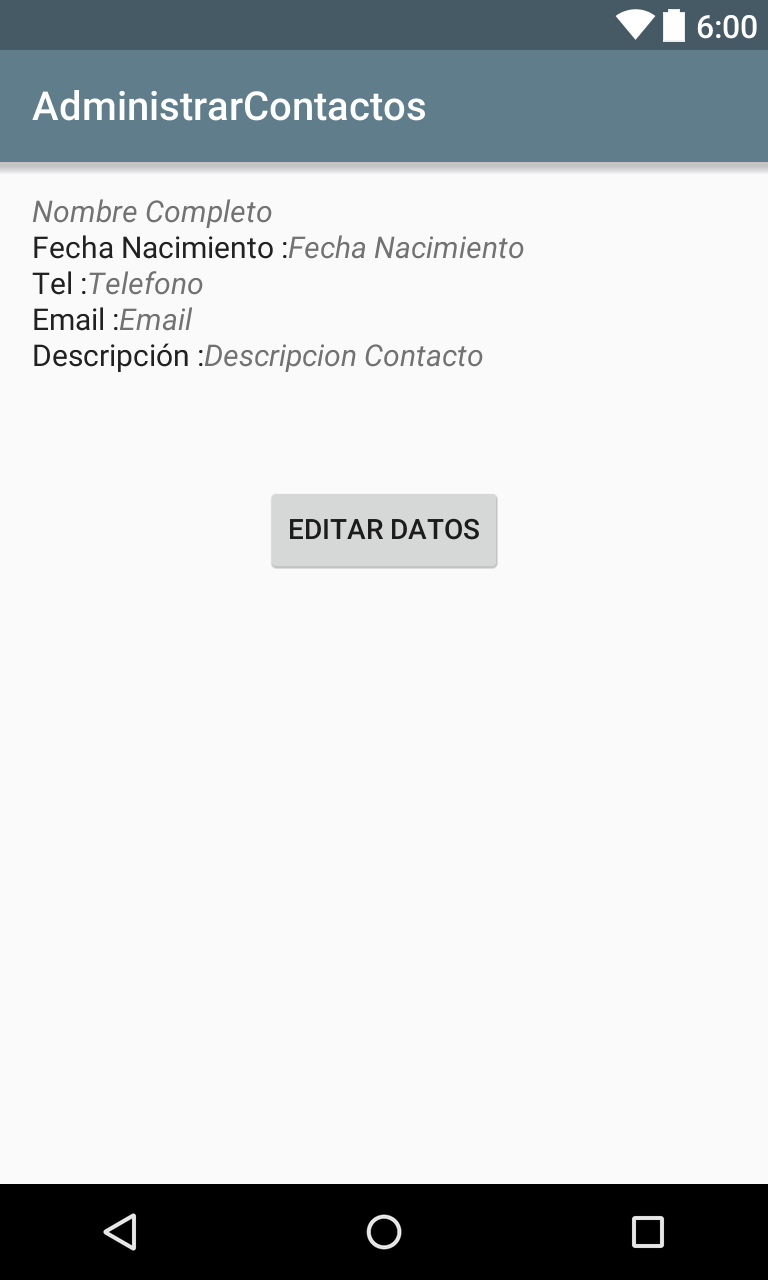 6:00
AdministrarContactos
Nombre Completo
Fecha Nacimiento :Fecha Nacimiento
Tel :Telefono
Email :Email
Descripción :Descripcion Contacto
EDITAR DATOS